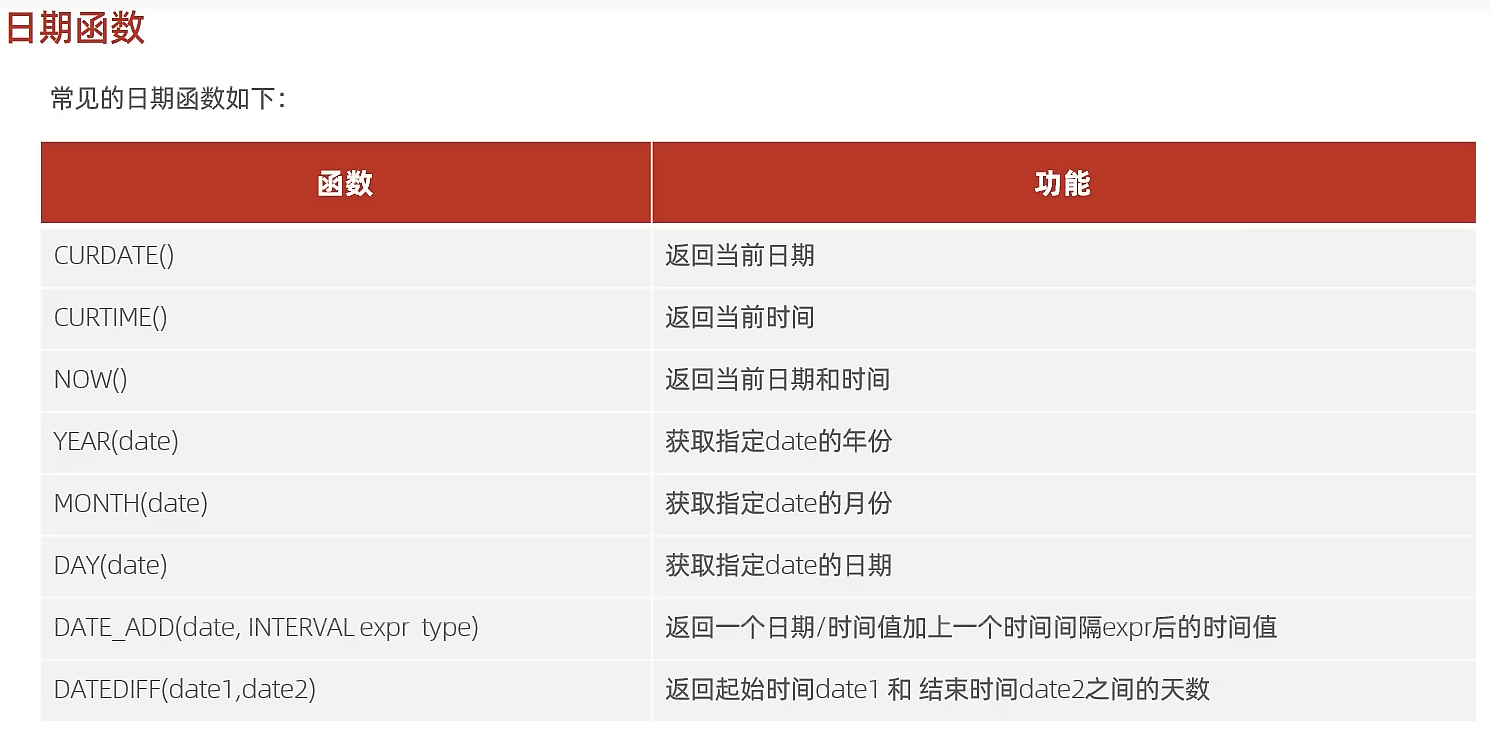 日期函数
常见的日期函数如下：
函数 功能
CURDATE() 返回当前日期
CURTIME() 返回当前时间
NOW() 返回当前日期和时间
YEAR(date) 获取指定date的年份
MONTH(date) 获取指定date的月份
DAY(date) 获取指定date的日期
DATE_ADD(date, INTERVAL expr type) 返回一个日期/时间值加上一个时间间隔expr后的时间值
DATEDIFF(date1,date2) 返回起始时间date1 和 结束时间date2之间的天数